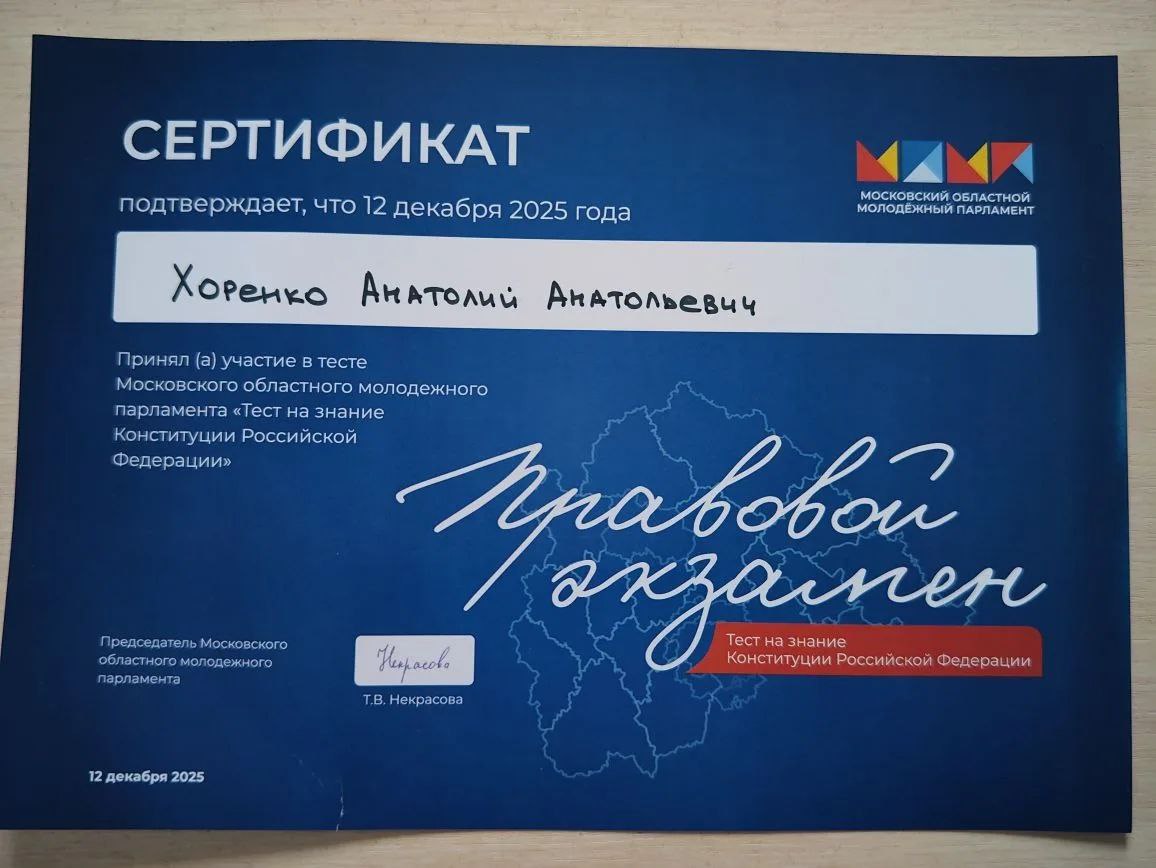 СЕРТИФИКАТ
подтверждает, что 12 декабря 2025 года
МОСКОВСКИЙ ОБЛАСТНОЙ
МОЛОДЁЖНЫЙ ПАРЛАМЕНТ
Хоренко Анатолий Анатольевич
Принял (а) участие в тесте
Московского областного молодежного
парламента «Тест на знание
Конституции Российской
Федерации»
Правовой
экзамен
Тест на знание
Конституции Российской Федерации
Председатель Московского
областного молодежного
парламента
Некрасова
Т.В. Некрасова
12 декабря 2025